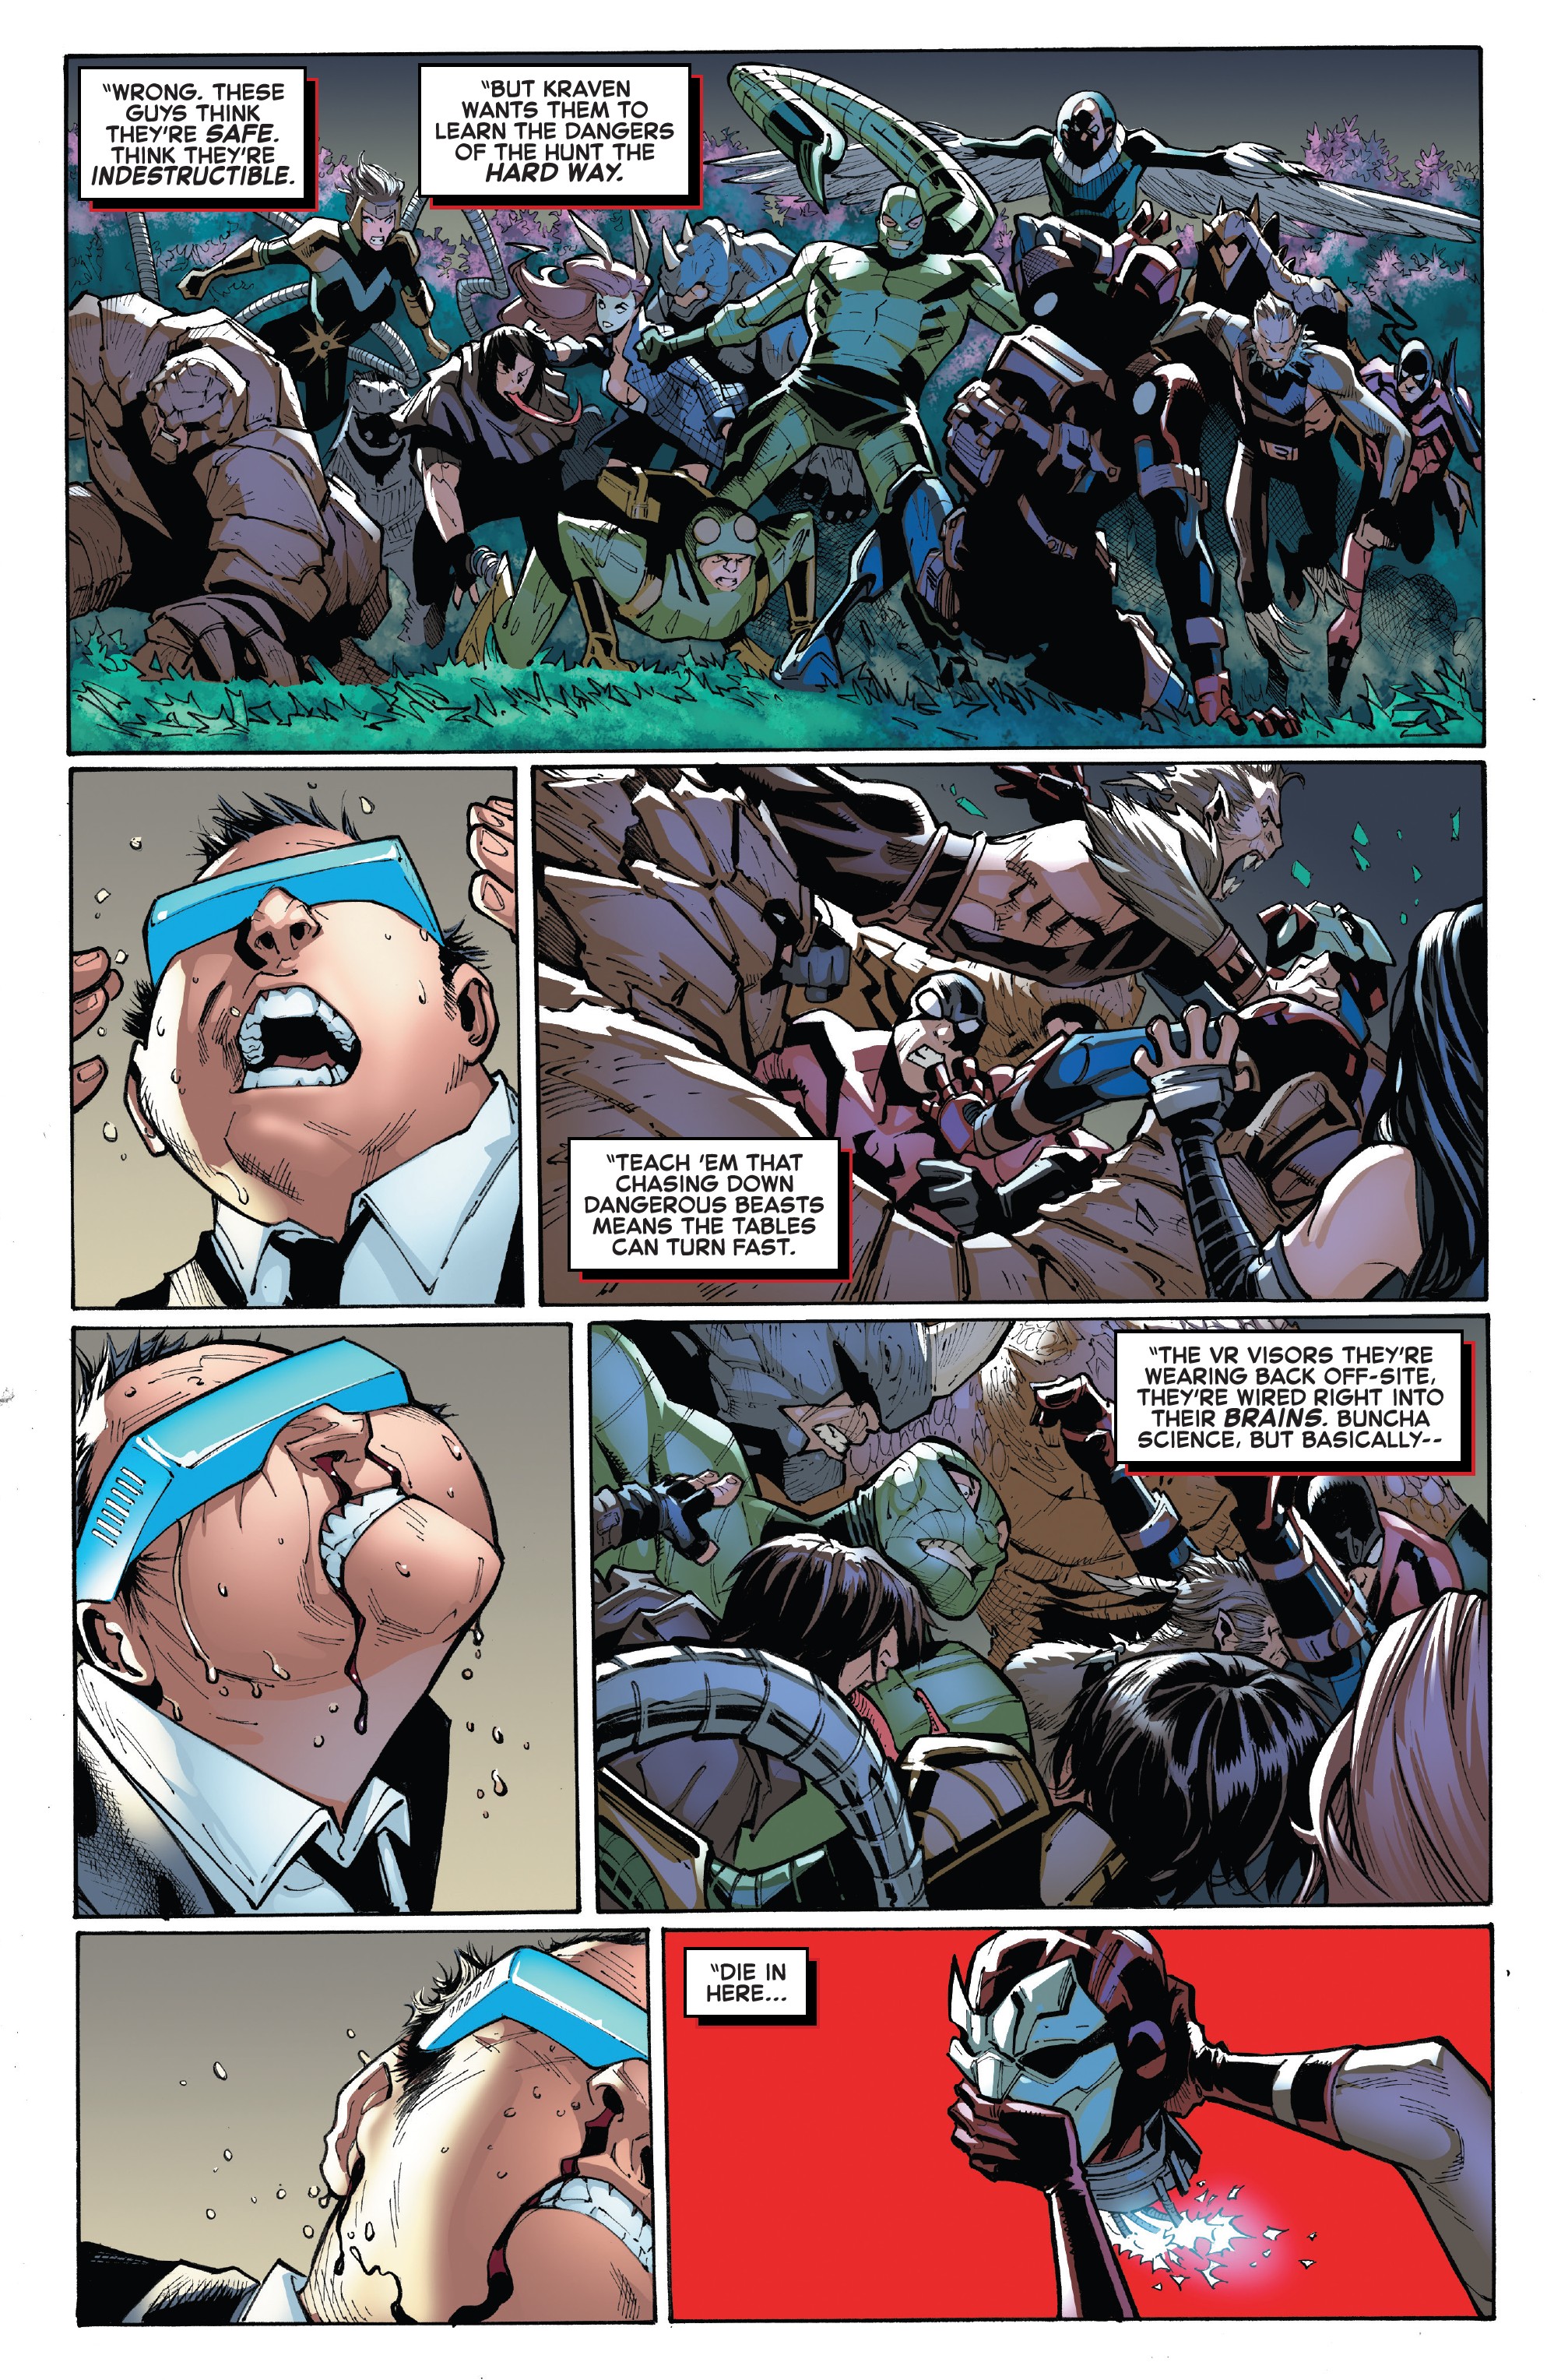 “WRONG. THESE
GUYS THINK
THEY’RE SAFE.
THINK THEY’RE
INDESTRUCTIBLE.
“BUT KRAVEN
WANTS THEM TO
LEARN THE DANGERS
OF THE HUNT THE
HARD WAY.
“TEACH ’EM THAT
CHASING DOWN
DANGEROUS BEASTS
MEANS THE TABLES
CAN TURN FAST.
“THE VR VISORS THEY’RE
WEARING BACK OFF-SITE,
THEY’RE WIRED RIGHT INTO
THEIR BRAINS. BUNCHA
SCIENCE, BUT BASICALLY--
“DIE IN
HERE...